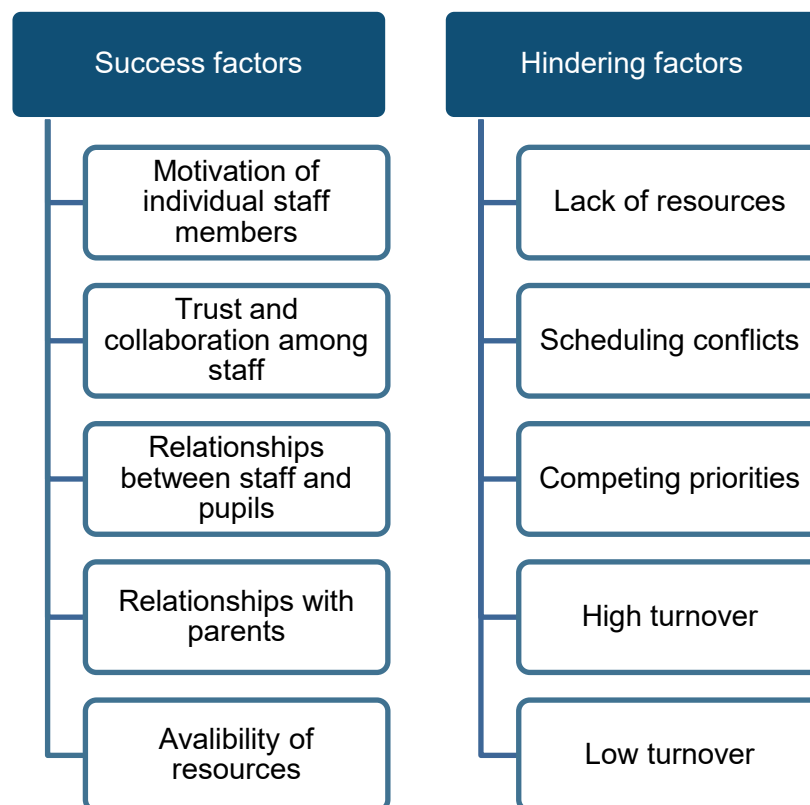 Success factors
Motivation of
individual staff
members
Trust and
collaboration among
staff
Relationships
between staff and
pupils
Relationships with
parents
Avalibility of
resources
Hindering factors
Lack of resources
Scheduling conflicts
Competing priorities
High turnover
Low turnover